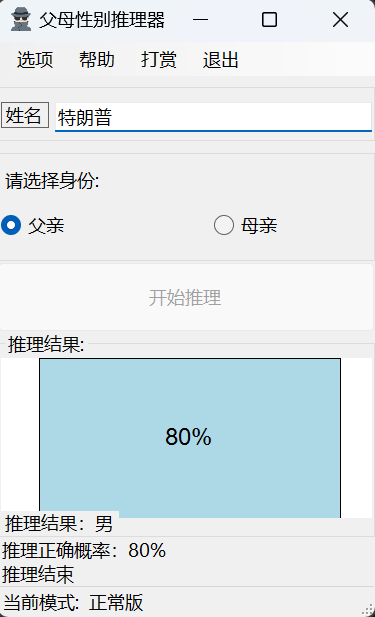 父母性别推理器
选项 帮助 打赏 退出
姓名 特朗普
请选择身份:
父亲 母亲
开始推理
推理结果:
80%
推理结果：男
推理正确概率：80%
推理结束
当前模式: 正常版